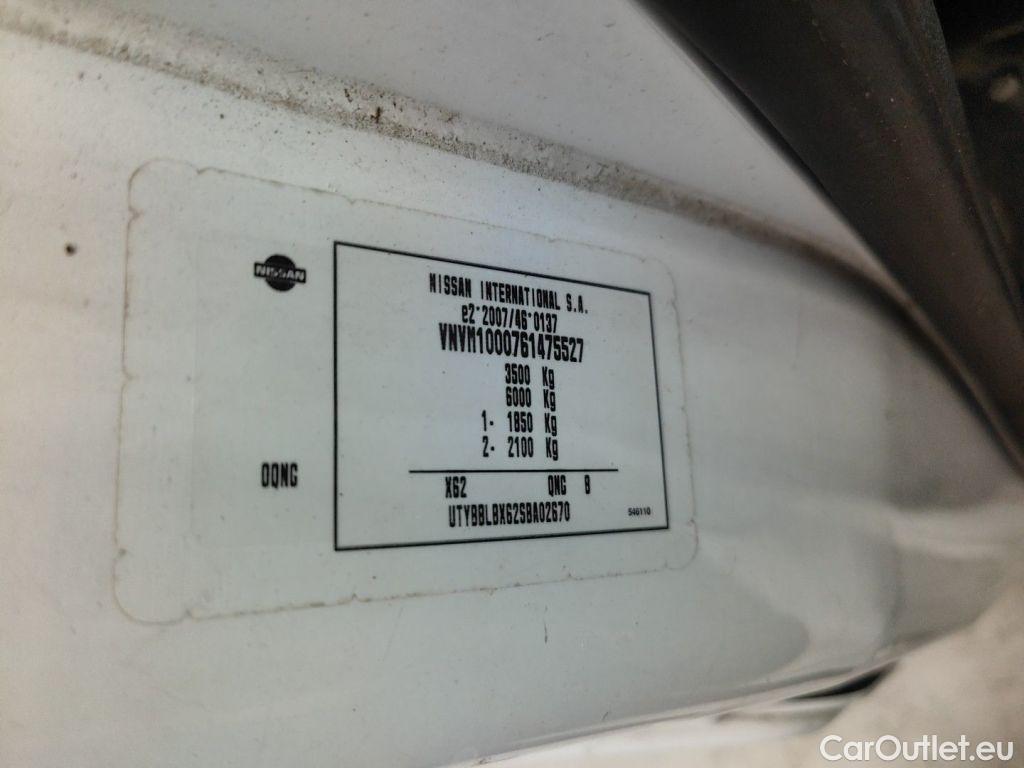 NISSAN
NISSAN INTERNATIONAL S.A.
e2*2007/46*0137
VNVM1000761475527
3500 Kg
6000 Kg
1- 1850 Kg
2- 2100 Kg
X62 QNG B
UTYBBLBX62SBA02670
546110
OQNG
CarOutlet.eu